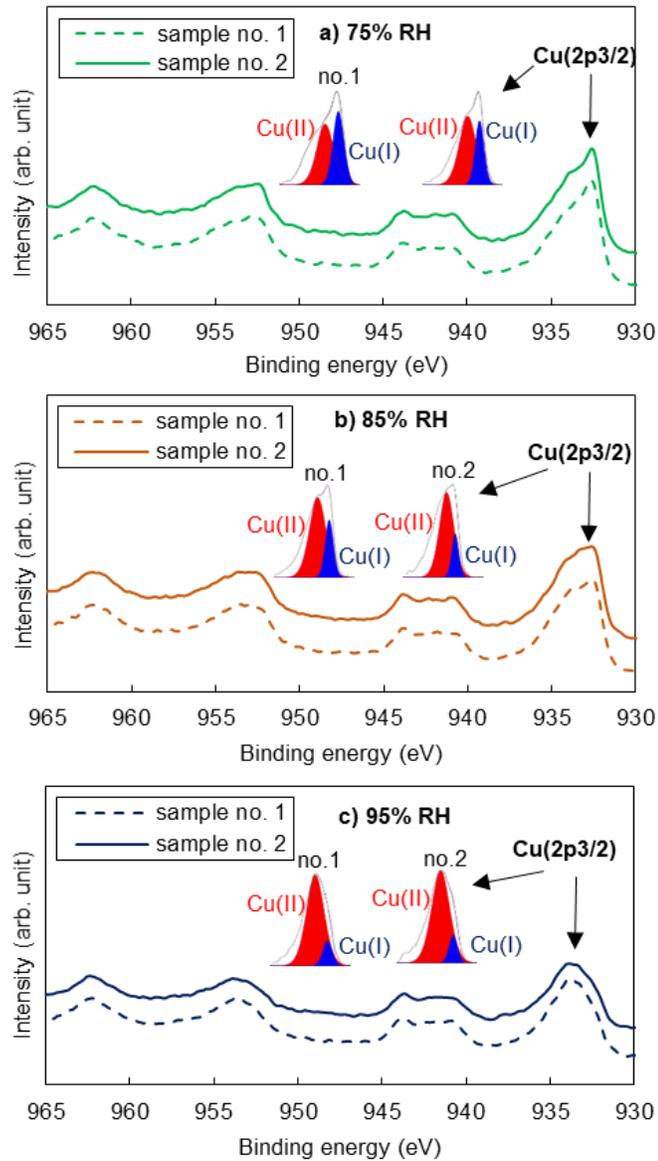 sample no. 1
sample no. 2
a) 75% RH
Cu(2p3/2)
no.1
Cu(II)
Cu(I)
Cu(II)
Cu(I)
Intensity (arb. unit)
965 960 955 950 945 940 935 930
Binding energy (eV)
sample no. 1
sample no. 2
b) 85% RH
Cu(2p3/2)
no.1
no.2
Cu(II)
Cu(I)
Cu(II)
Cu(I)
Intensity (arb. unit)
965 960 955 950 945 940 935 930
Binding energy (eV)
sample no. 1
sample no. 2
c) 95% RH
Cu(2p3/2)
no.1
no.2
Cu(II)
Cu(I)
Cu(II)
Cu(I)
Intensity (arb. unit)
965 960 955 950 945 940 935 930
Binding energy (eV)